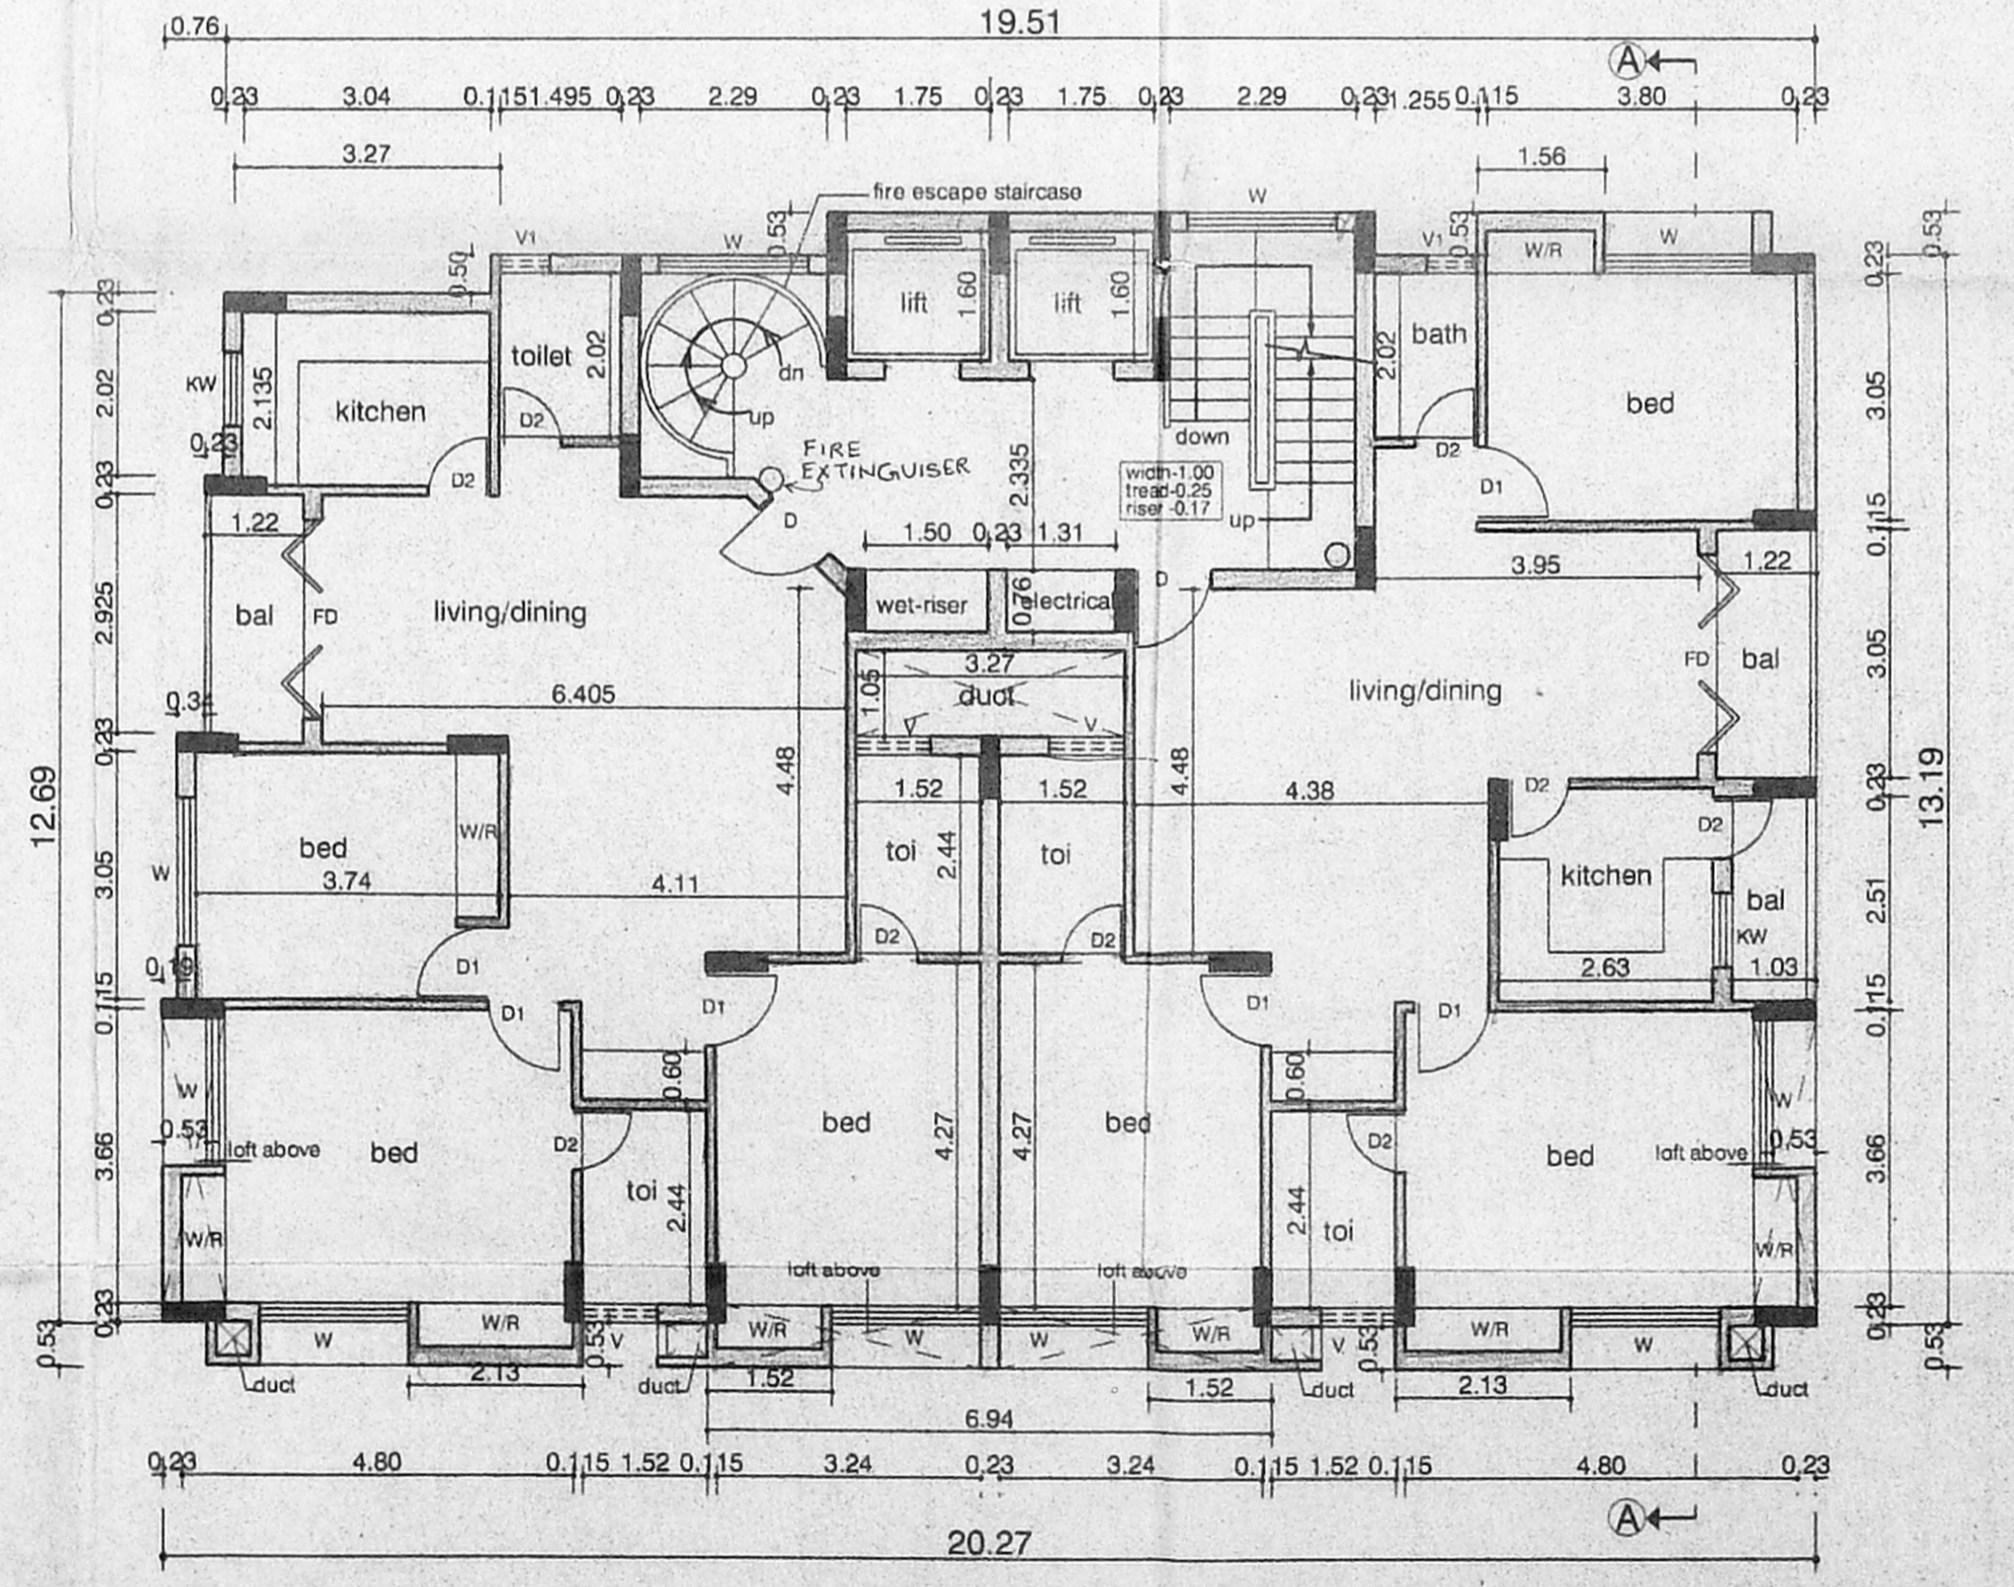 0.76
19.51
A
0.23 3.04 0.115 1.495 0.23 2.29 0.23 1.75 0.23 1.75 0.23 2.29 0.23 1.255 0.115 3.80 0.23
3.27
1.56
fire escape staircase
W
0.53
0.53
0.53
V1
W
V1
W/R
W
0.50
0.23
0.23
lift
1.60
lift
1.60
toilet
2.02
2.02
bath
KW
2.02
2.135
kitchen
dn
up
bed
3.05
D2
FIRE
EXTINGUISER
down
D2
0.23
D2
0.23
2.335
width-1.00
tread-0.25
riser -0.17
up
D1
1.22
D
1.50 0.23 1.31
0.115
3.95
1.22
D
2.925
bal
FD
living/dining
wet-riser
0.76
electrical
3.27
duct
1.05
V
V
living/dining
FD
bal
3.05
0.34
6.405
0.23
4.48
4.48
12.69
13.19
1.52
1.52
4.38
D2
0.23
D2
W/R
bed
3.74
4.11
W
3.05
toi
2.44
toi
kitchen
bal
2.51
KW
D2
D2
2.63
1.03
D1
0.19
0.115
D1
D1
D1
D1
0.115
0.60
0.60
W
0.53
loft above
bed
3.66
D2
toi
2.44
bed
4.27
4.27
bed
D2
2.44
toi
bed
loft above
W
0.53
3.66
W/R
W/R
loft above
loft above
0.23
0.53
W
W/R
0.53
V
W/R
W
W
W/R
V
0.53
W/R
W
0.23
0.53
duct
2.13
duct
1.52
1.52
duct
2.13
duct
6.94
0.23 4.80 0.115 1.52 0.115 3.24 0.23 3.24 0.115 1.52 0.115 4.80 0.23
A
20.27